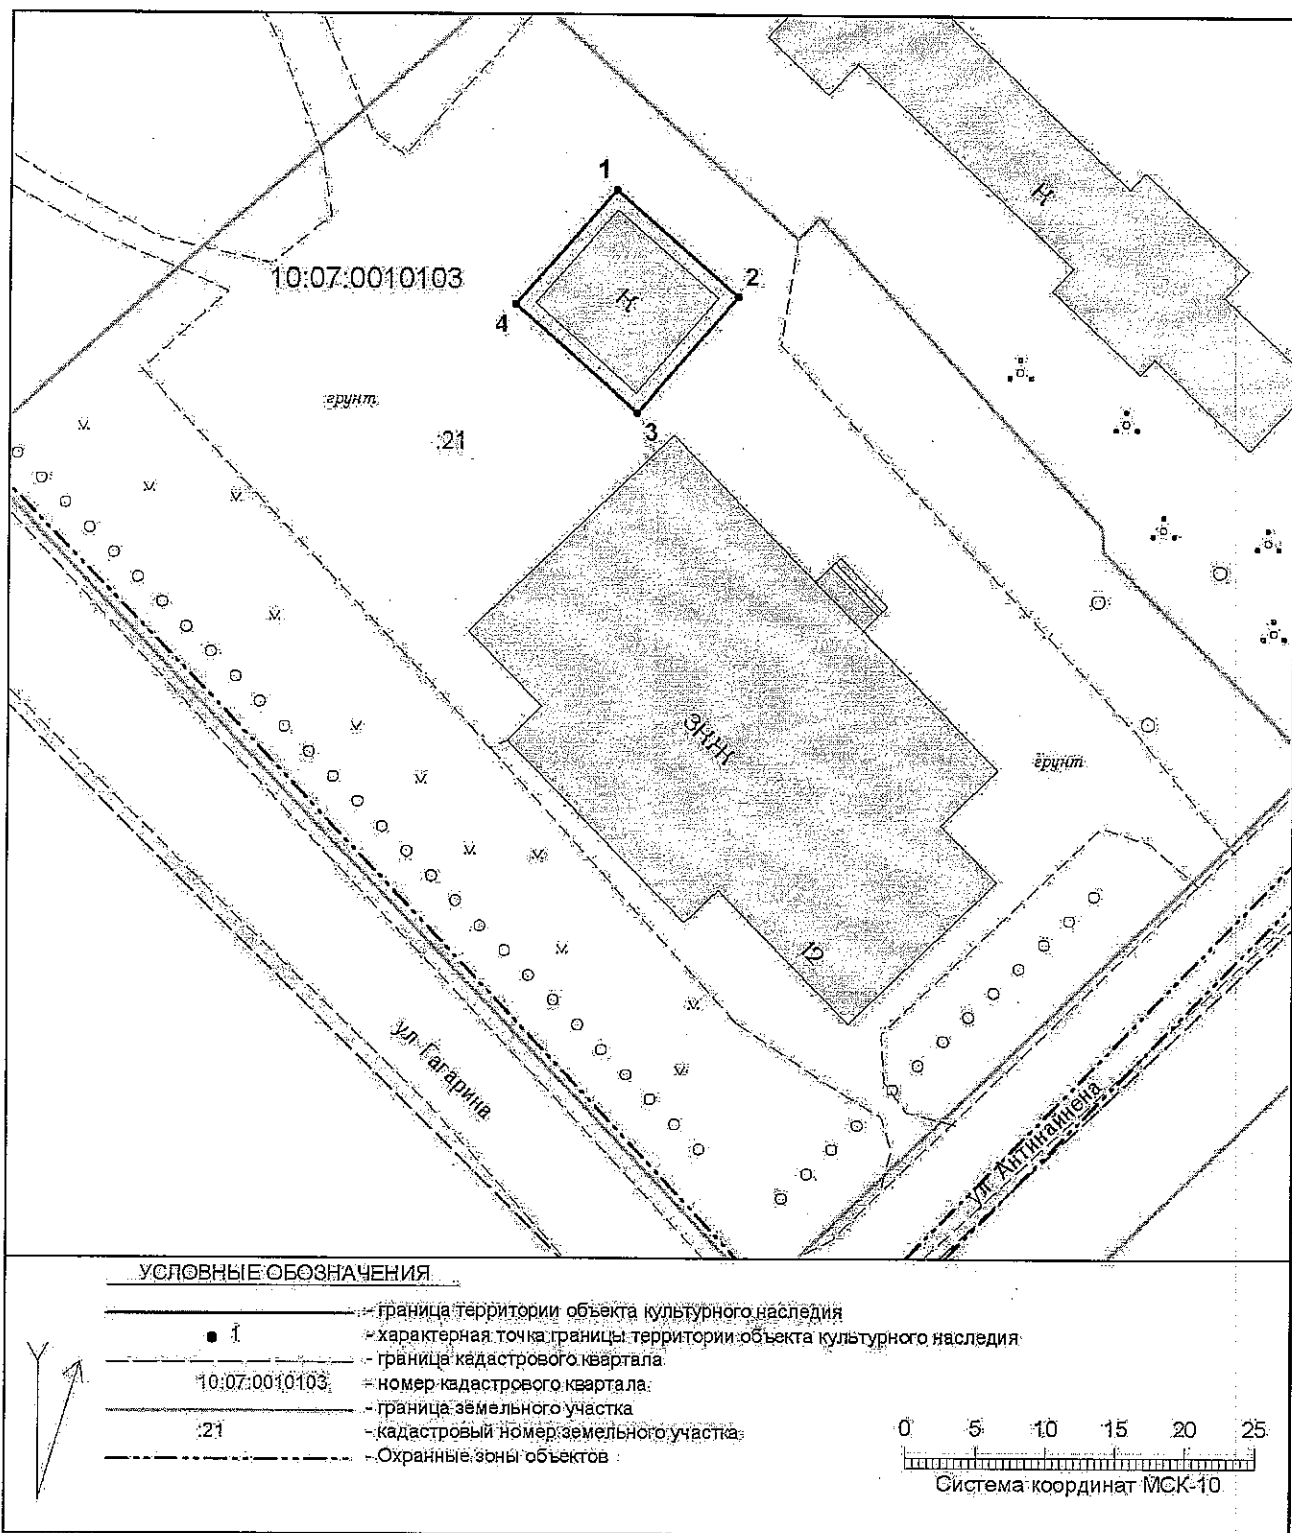 1
2
3
4
Н
Н
10:07:0010103
грунт
:21
ЗКНЖ
грунт
12
ул. Гагарина
ул. Антикайнена
УСЛОВНЫЕ ОБОЗНАЧЕНИЯ
- граница территории объекта культурного наследия
1 - характерная точка границы территории объекта культурного наследия
- граница кадастрового квартала
10:07:0010103 - номер кадастрового квартала
- граница земельного участка
:21 - кадастровый номер земельного участка
- Охранные зоны объектов
0 5 10 15 20 25
Система координат МСК-10